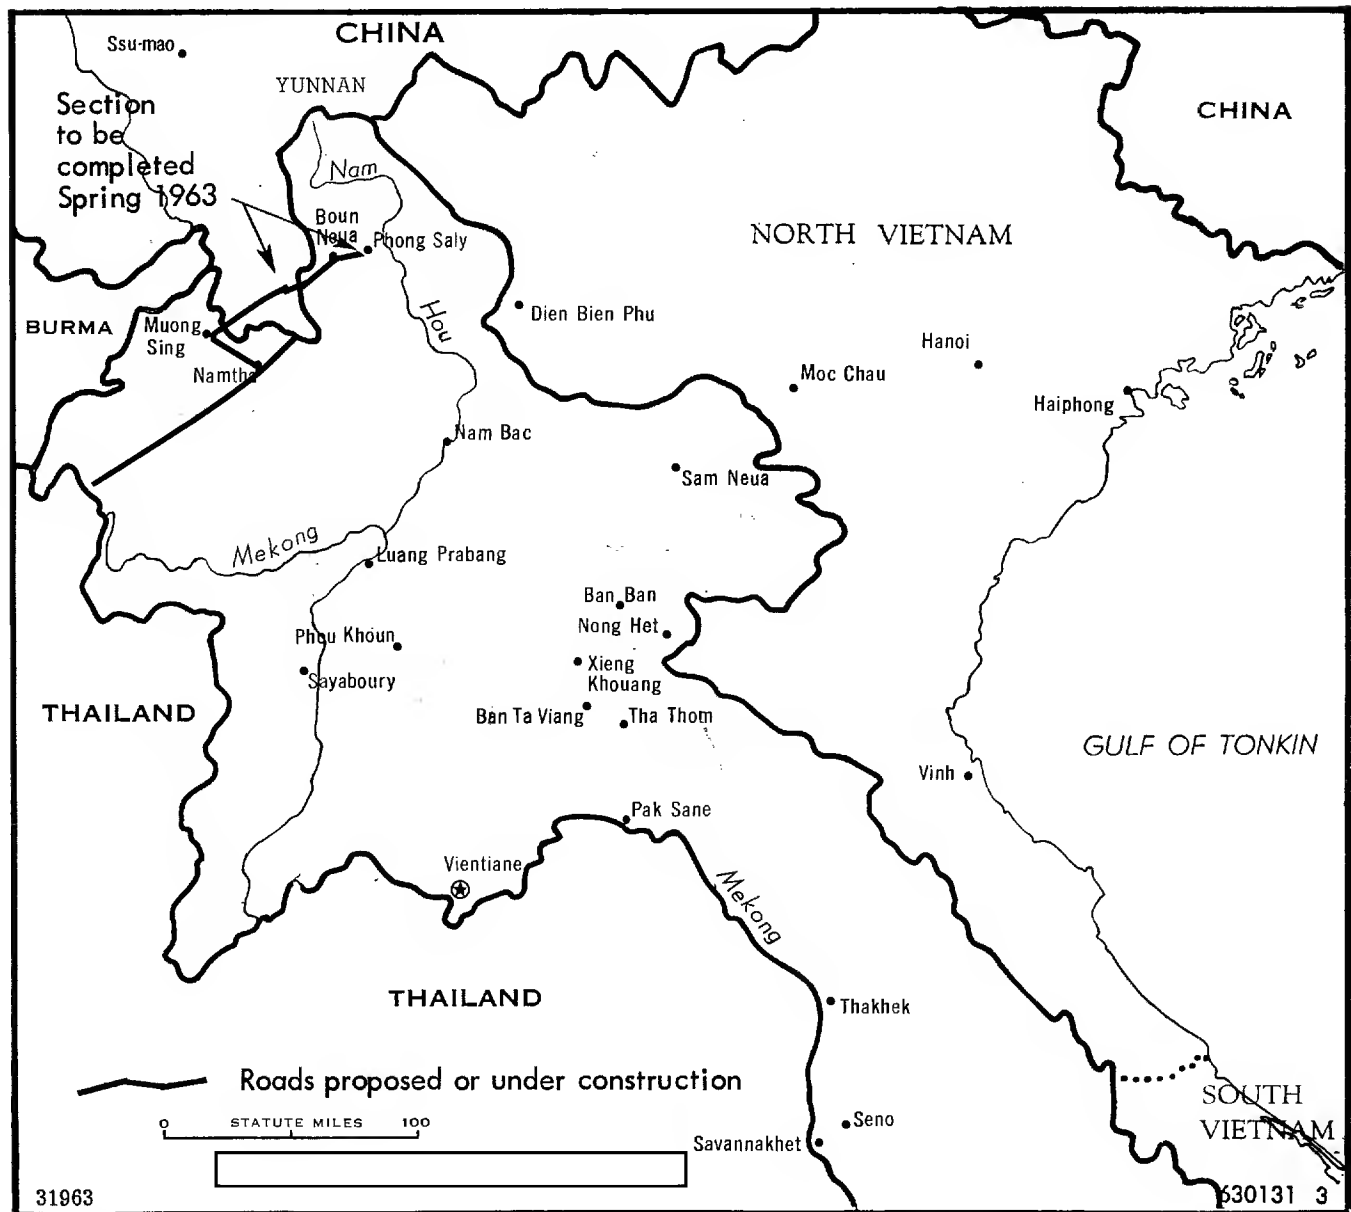 CHINA
Ssu-mao
YUNNAN
Section
to be
completed
Spring 1963
CHINA
Nam
Boun
Neua
Phong Saly
NORTH VIETNAM
Hou
Dien Bien Phu
BURMA
Muong
Sing
Namtha
Hanoi
Moc Chau
Haiphong
Nam Bac
Sam Neua
Mekong
Luang Prabang
Ban Ban
Nong Het
Phou Khoun
Xieng
Khouang
Sayaboury
THAILAND
Ban Ta Viang
Tha Thom
GULF OF TONKIN
Vinh
Pak Sane
Vientiane
Mekong
THAILAND
Thakhek
Roads proposed or under construction
SOUTH
VIETNAM
0 STATUTE MILES 100
Seno
Savannakhet
31963
630131 3